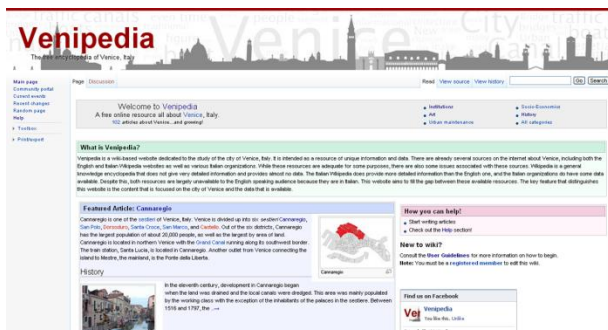 Venipedia
The free encyclopedia of Venice, Italy
Main page
Community portal
Current events
Recent changes
Random page
Help
Toolbox
Print/export
Page Discussion
Read View source View history Go Search
Welcome to Venipedia
A free online resource all about Venice, Italy.
102 articles about Venice...and growing!
Institutions
Art
Urban maintenance
Socio-Economics
History
All categories
What is Venipedia?
Venipedia is a wiki-based website dedicated to the study of the city of Venice, Italy. It is intended as a resource of unique information and data. There are already several sources on the internet about Venice, including both the
English and Italian Wikipedia websites as well as various Italian organizations. While these resources are adequate for some purposes, there are also some issues associated with these sources. Wikipedia is a general
knowledge encyclopedia that does not give very detailed information and provides almost no data. The Italian Wikipedia does provide more detailed information than the English one, and the Italian organizations do have some data
available. Despite this, both resources are largely unavailable to the English speaking audience because they are in Italian. This website aims to fill the gap between these available resources. The key feature that distinguishes
this website is the content that is focused on the city of Venice and the data that is available.
Featured Article: Cannaregio
Cannaregio is one of the sestieri of Venice, Italy. Venice is divided up into six sestieri Cannaregio,
San Polo, Dorsoduro, Santa Croce, San Marco, and Castello. Out of the six districts, Cannaregio
has the largest population of about 20,000 people, as well as the largest area of land.
Cannaregio is located in northern Venice with the Grand Canal running along its southwest border.
The train station, Santa Lucia, is located in Cannaregio. Another outlet from Venice connecting the
island to Mestre, the mainland, is the Ponte della Liberta.
Cannaregio
History
In the eleventh century, development in Cannaregio began
when the land was drained and the local canals were dredged. This area was mainly populated
by the working class with the exception of the inhabitants of the palaces in the sestiere. Between
1516 and 1797, the ...→
How you can help!
Start writing articles
Check out the Help section!
New to wiki?
Consult the User Guidelines for more information on how to begin.
Note: You must be a registered member to edit this wiki.
Find us on Facebook
Venipedia
You like this. Unlike